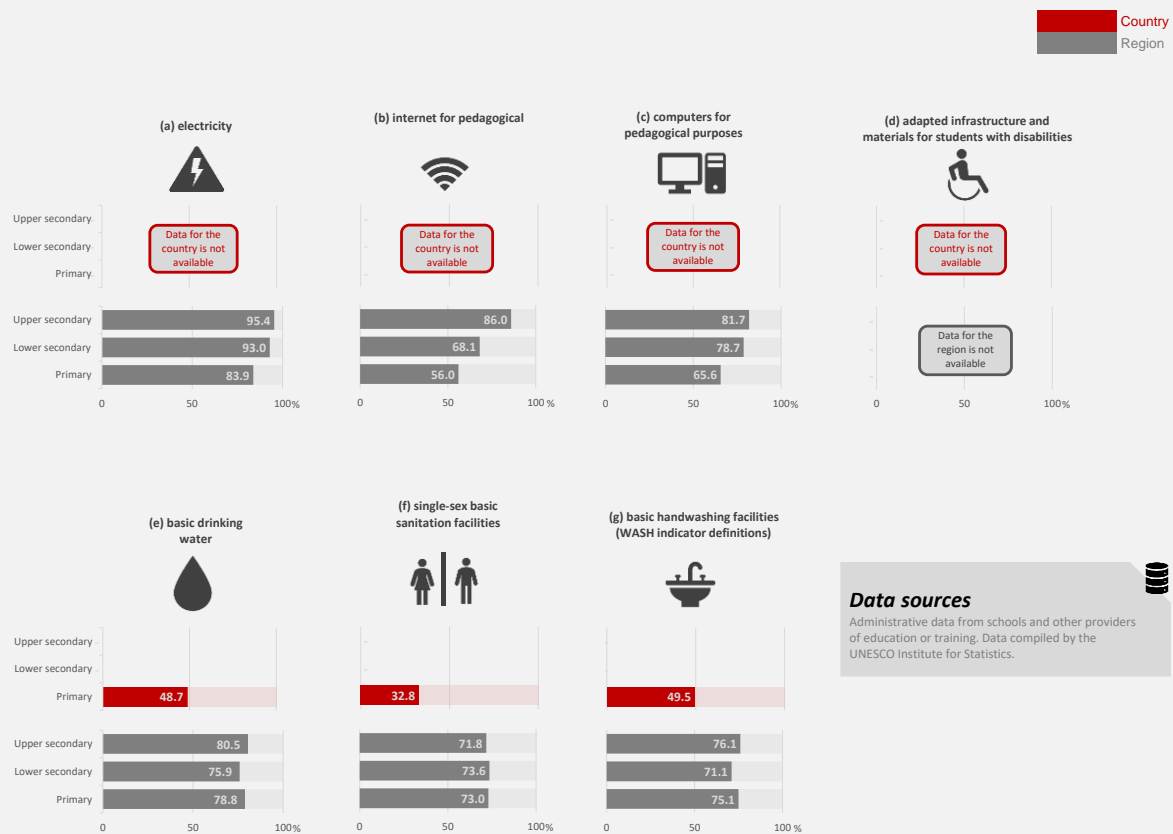 Country
Region
(a) electricity
(b) internet for pedagogical
(c) computers for
pedagogical purposes
(d) adapted infrastructure and
materials for students with disabilities
Upper secondary
Lower secondary
Primary
Data for the
country is not
available
Data for the
country is not
available
Data for the
country is not
available
Data for the
country is not
available
Upper secondary
Lower secondary
Primary
95.4
93.0
83.9
86.0
68.1
56.0
81.7
78.7
65.6
Data for the
region is not
available
0 50 100%
0 50 100%
0 50 100%
0 50 100%
(e) basic drinking
water
(f) single-sex basic
sanitation facilities
(g) basic handwashing facilities
(WASH indicator definitions)
Data sources
Administrative data from schools and other providers
of education or training. Data compiled by the
UNESCO Institute for Statistics.
Upper secondary
Lower secondary
Primary
48.7
32.8
49.5
Upper secondary
Lower secondary
Primary
80.5
75.9
78.8
71.8
73.6
73.0
76.1
71.1
75.1
0 50 100%
0 50 100%
0 50 100%